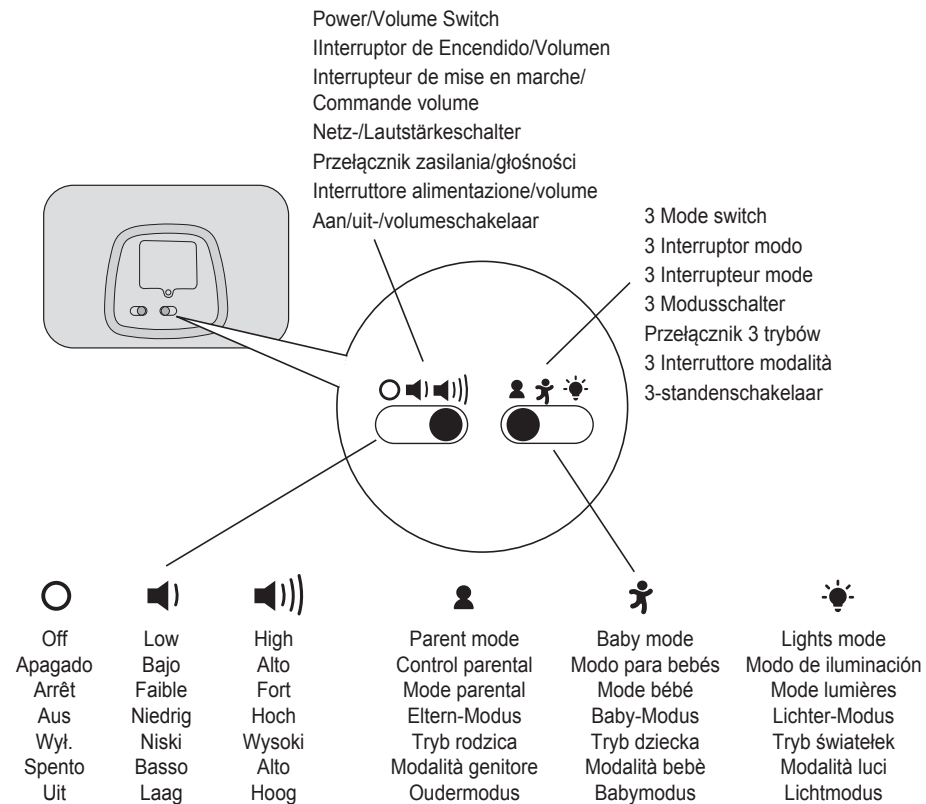 Power/Volume Switch
IInterruptor de Encendido/Volumen
Interrupteur de mise en marche/
Commande volume
Netz-/Lautstärkeschalter
Przełącznik zasilania/głośności
Interruttore alimentazione/volume
Aan/uit-/volumeschakelaar
3 Mode switch
3 Interruptor modo
3 Interrupteur mode
3 Modusschalter
Przełącznik 3 trybów
3 Interruttore modalità
3-standenschakelaar
Off
Apagado
Arrêt
Aus
Wył.
Spento
Uit
Low
Bajo
Faible
Niedrig
Niski
Basso
Laag
High
Alto
Fort
Hoch
Wysoki
Alto
Hoog
Parent mode
Control parental
Mode parental
Eltern-Modus
Tryb rodzica
Modalità genitore
Oudermodus
Baby mode
Modo para bebés
Mode bébé
Baby-Modus
Tryb dziecka
Modalità bebè
Babymodus
Lights mode
Modo de iluminación
Mode lumières
Lichter-Modus
Tryb światełek
Modalità luci
Lichtmodus